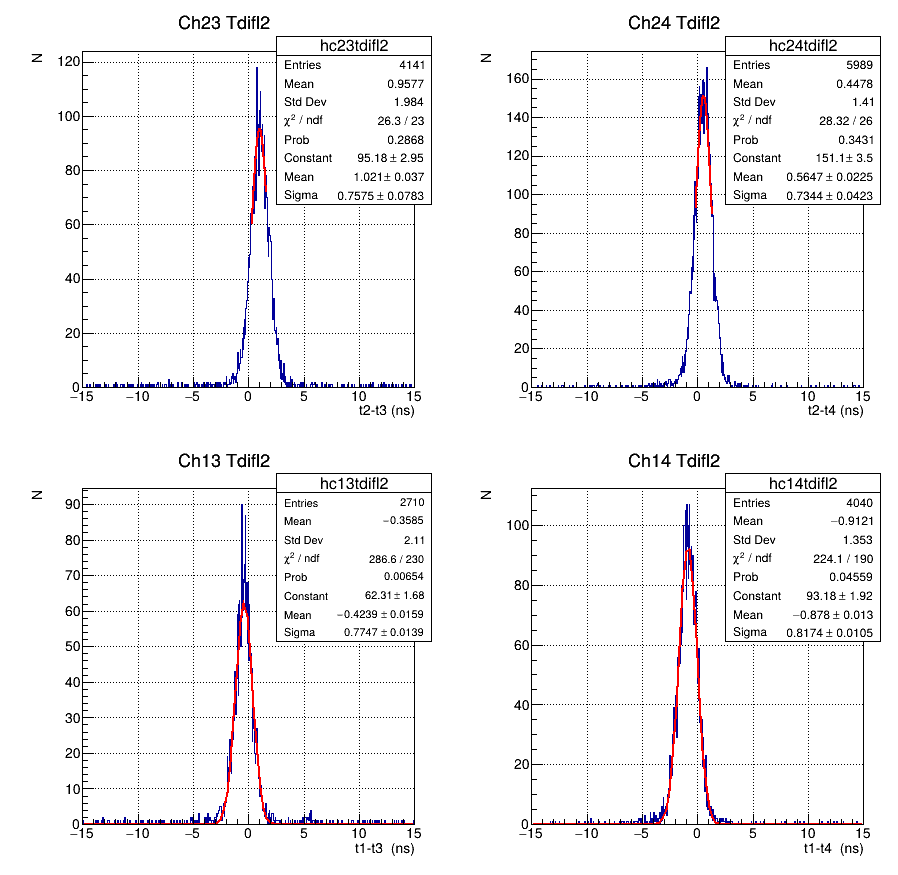 Ch23 Tdifl2
N
hc23tdifl2
Entries 4141
Mean 0.9577
Std Dev 1.984
χ² / ndf 26.3 / 23
Prob 0.2868
Constant 95.18 ± 2.95
Mean 1.021 ± 0.037
Sigma 0.7575 ± 0.0783
120
100
80
60
40
20
0
−15 −10 −5 0 5 10 15
t2-t3 (ns)
Ch24 Tdifl2
N
hc24tdifl2
Entries 5989
Mean 0.4478
Std Dev 1.41
χ² / ndf 28.32 / 26
Prob 0.3431
Constant 151.1 ± 3.5
Mean 0.5647 ± 0.0225
Sigma 0.7344 ± 0.0423
160
140
120
100
80
60
40
20
0
−15 −10 −5 0 5 10 15
t2-t4 (ns)
Ch13 Tdifl2
N
hc13tdifl2
Entries 2710
Mean −0.3585
Std Dev 2.11
χ² / ndf 286.6 / 230
Prob 0.00654
Constant 62.31 ± 1.68
Mean −0.4239 ± 0.0159
Sigma 0.7747 ± 0.0139
90
80
70
60
50
40
30
20
10
0
−15 −10 −5 0 5 10 15
t1-t3 (ns)
Ch14 Tdifl2
N
hc14tdifl2
Entries 4040
Mean −0.9121
Std Dev 1.353
χ² / ndf 224.1 / 190
Prob 0.04559
Constant 93.18 ± 1.92
Mean −0.878 ± 0.013
Sigma 0.8174 ± 0.0105
100
80
60
40
20
0
−15 −10 −5 0 5 10 15
t1-t4 (ns)